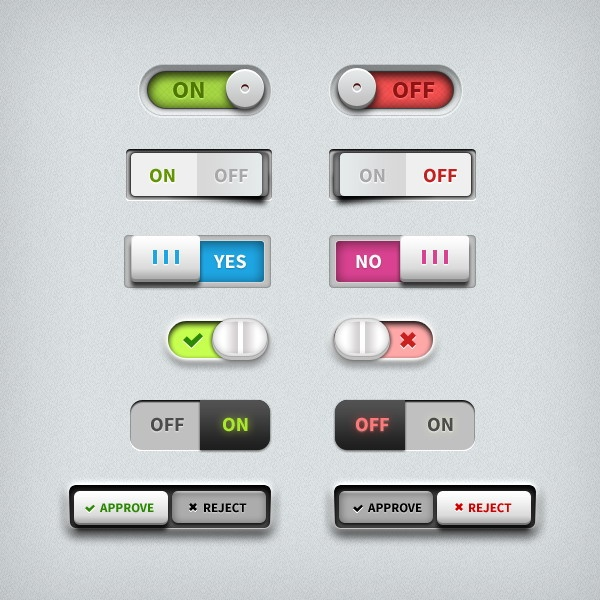 ON
OFF
ON OFF
ON OFF
YES
NO
OFF ON
OFF ON
APPROVE REJECT
APPROVE REJECT